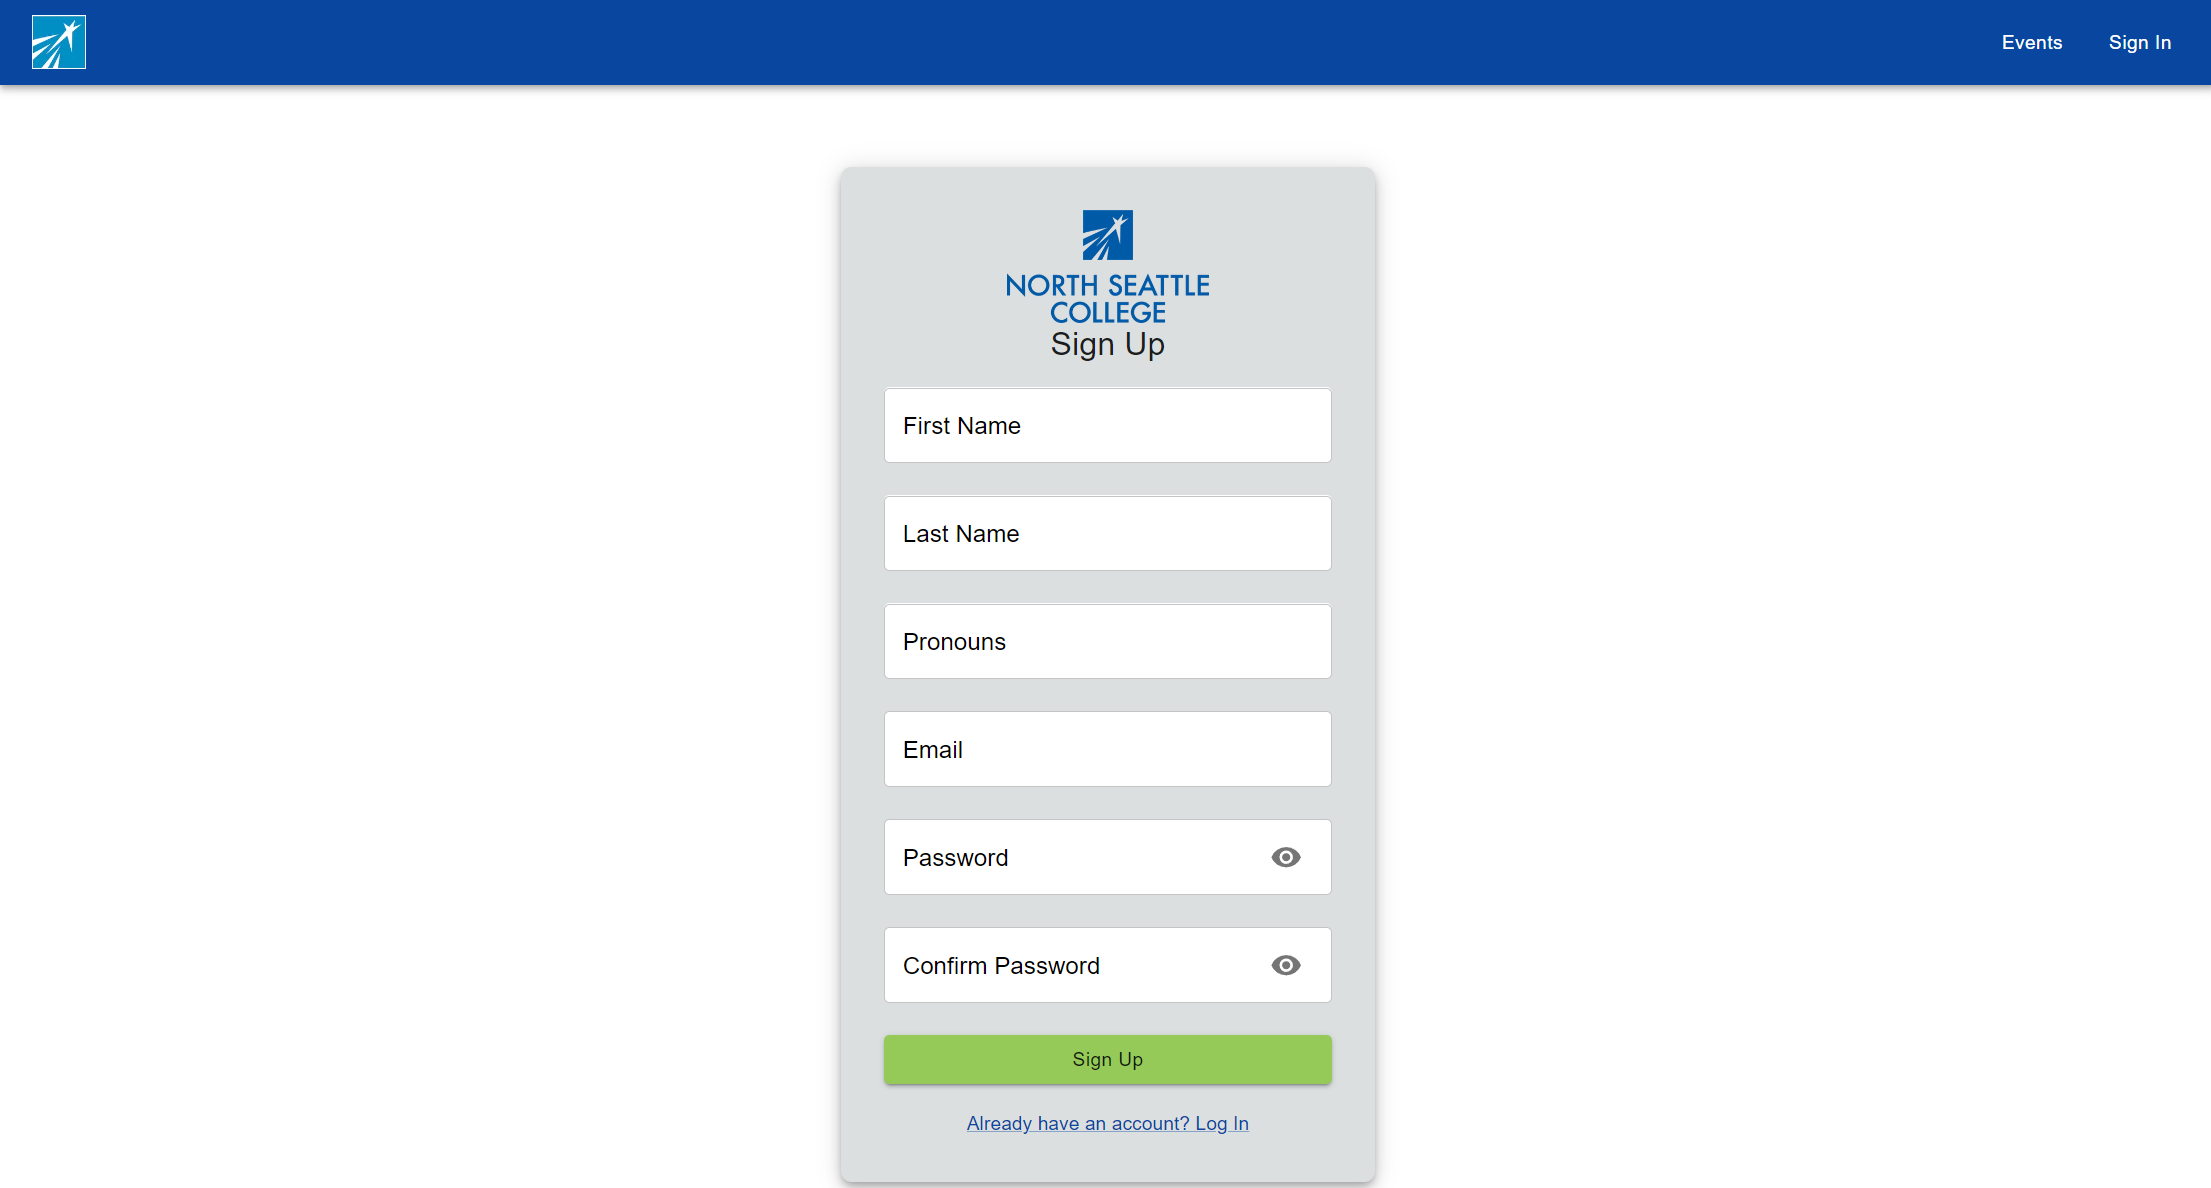 Events Sign In
NORTH SEATTLE
COLLEGE
Sign Up
First Name
Last Name
Pronouns
Email
Password
Confirm Password
Sign Up
Already have an account? Log In